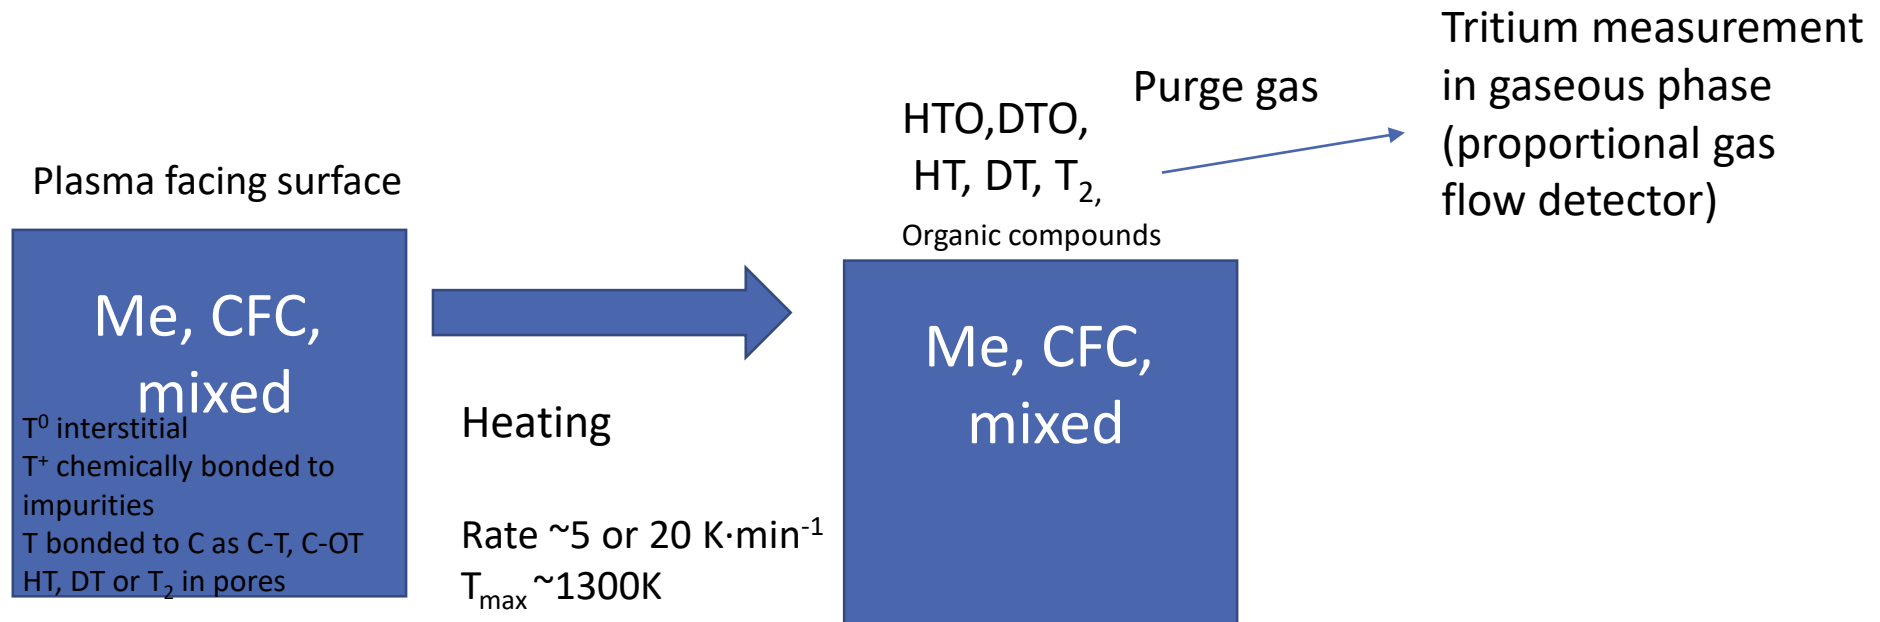 Plasma facing surface
Me, CFC,
mixed
T⁰ interstitial
T⁺ chemically bonded to
impurities
T bonded to C as C-T, C-OT
HT, DT or T₂ in pores
Heating
Rate ~5 or 20 K·min⁻¹
Tₘₐₓ ~1300K
HTO,DTO,
HT, DT, T₂,
Organic compounds
Me, CFC,
mixed
Purge gas
Tritium measurement
in gaseous phase
(proportional gas
flow detector)